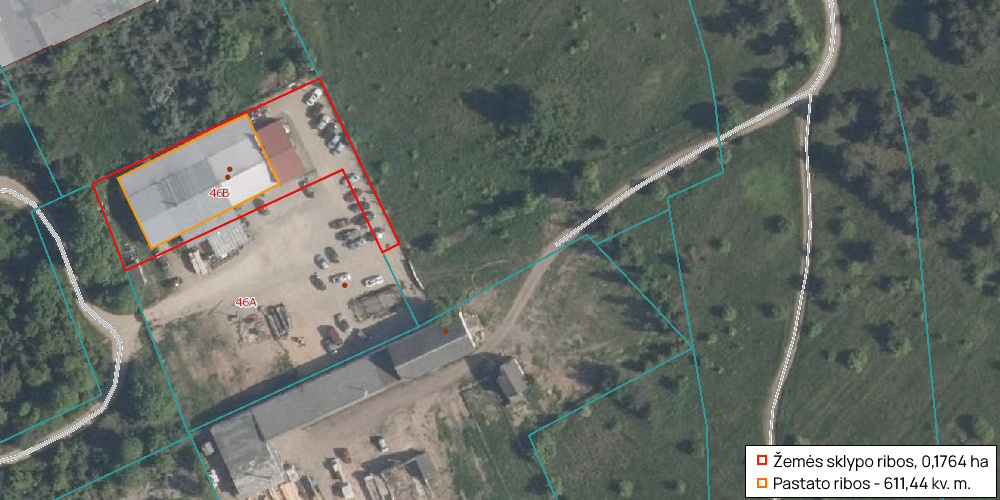 46B
46A
Žemės sklypo ribos, 0,1764 ha
Pastato ribos - 611,44 kv. m.